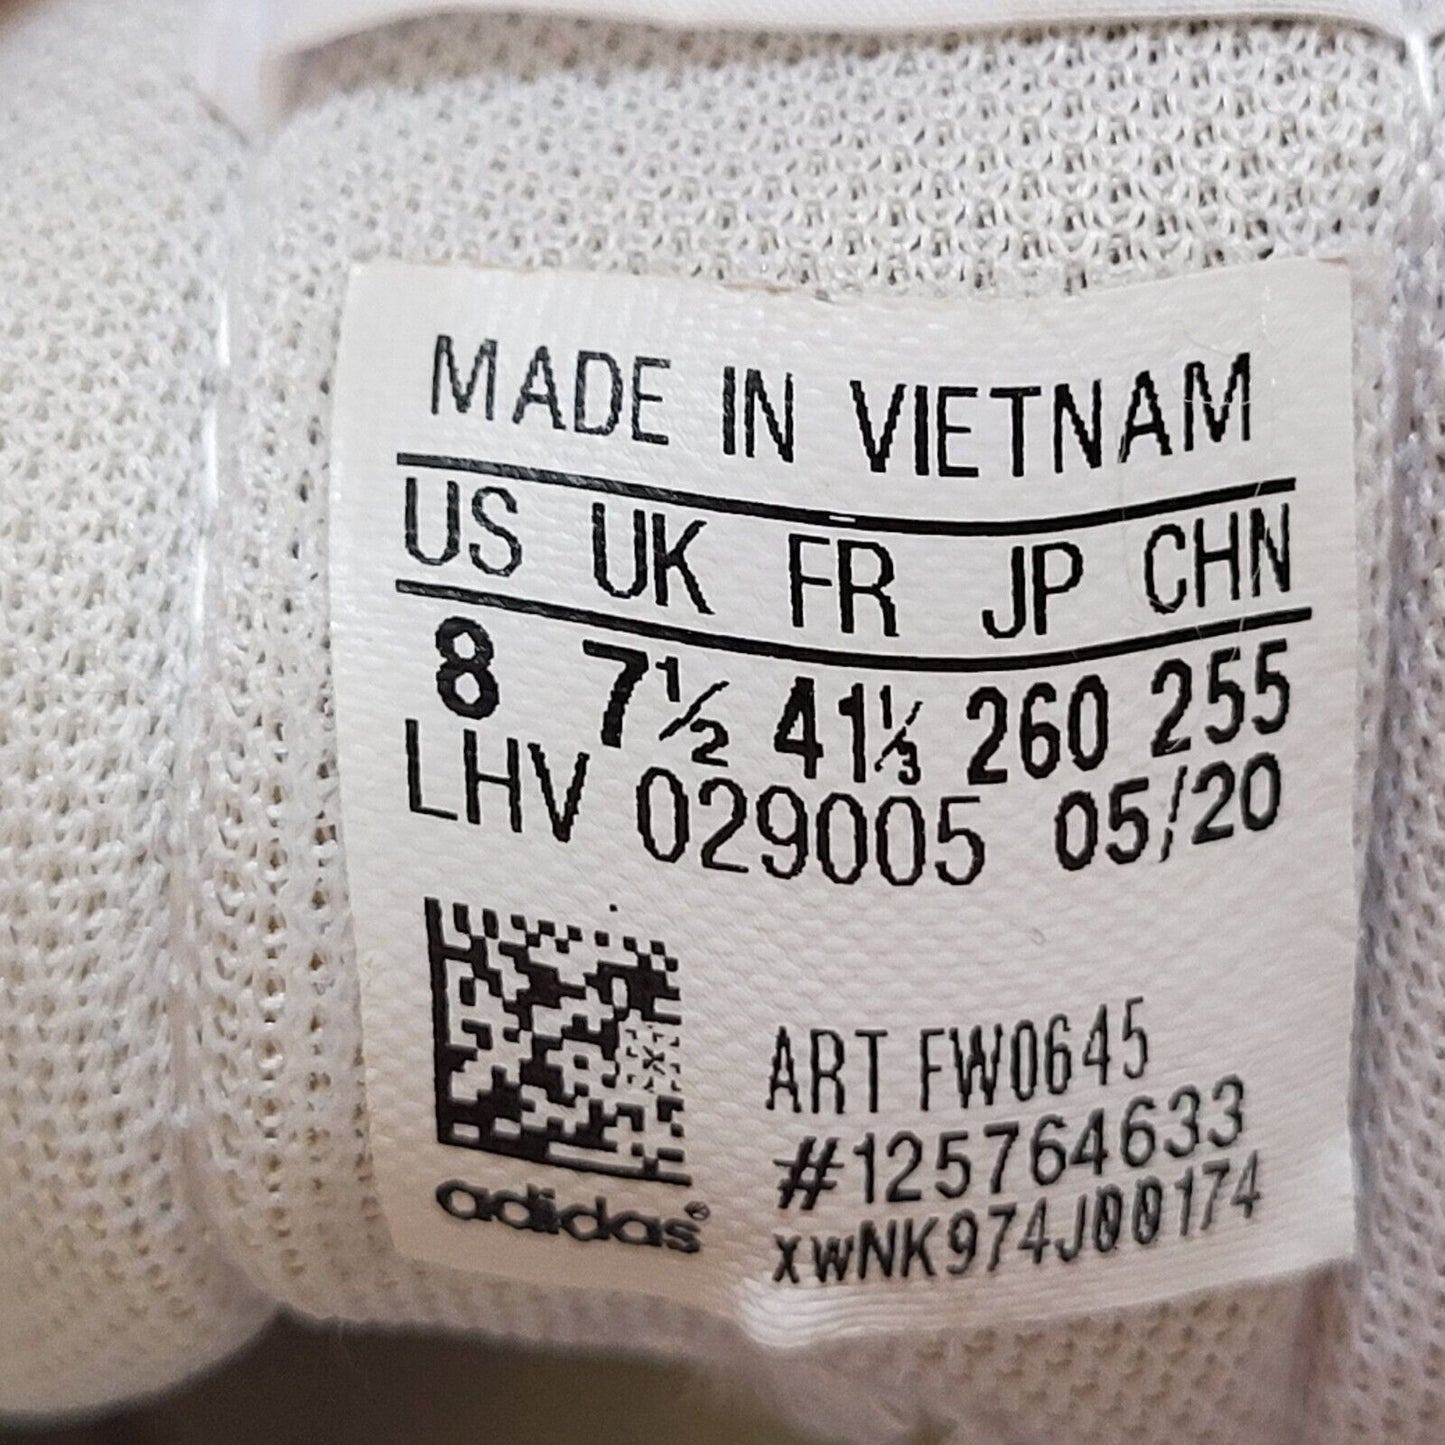 MADE IN VIETNAM
US UK FR JP CHN
8 7½ 41⅓ 260 255
LHV 029005 05/20
ART FW0645
#125764633
xwNK974J00174
adidas®